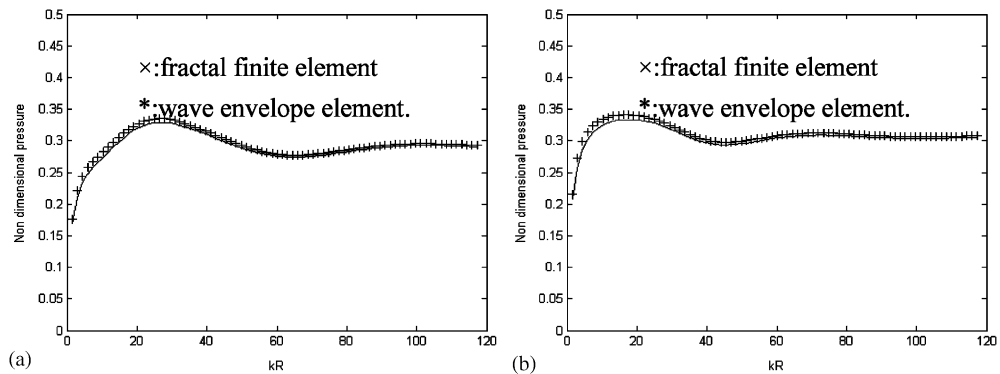 0.5
0.45
0.4
0.35
0.3
0.25
0.2
0.15
0.1
0.05
0
Non dimensional pressure
×:fractal finite element
*:wave envelope element.
0 20 40 60 80 100 120
kR
(a)
0.5
0.45
0.4
0.35
0.3
0.25
0.2
0.15
0.1
0.05
0
Non dimensional pressure
×:fractal finite element
*:wave envelope element.
0 20 40 60 80 100 120
kR
(b)